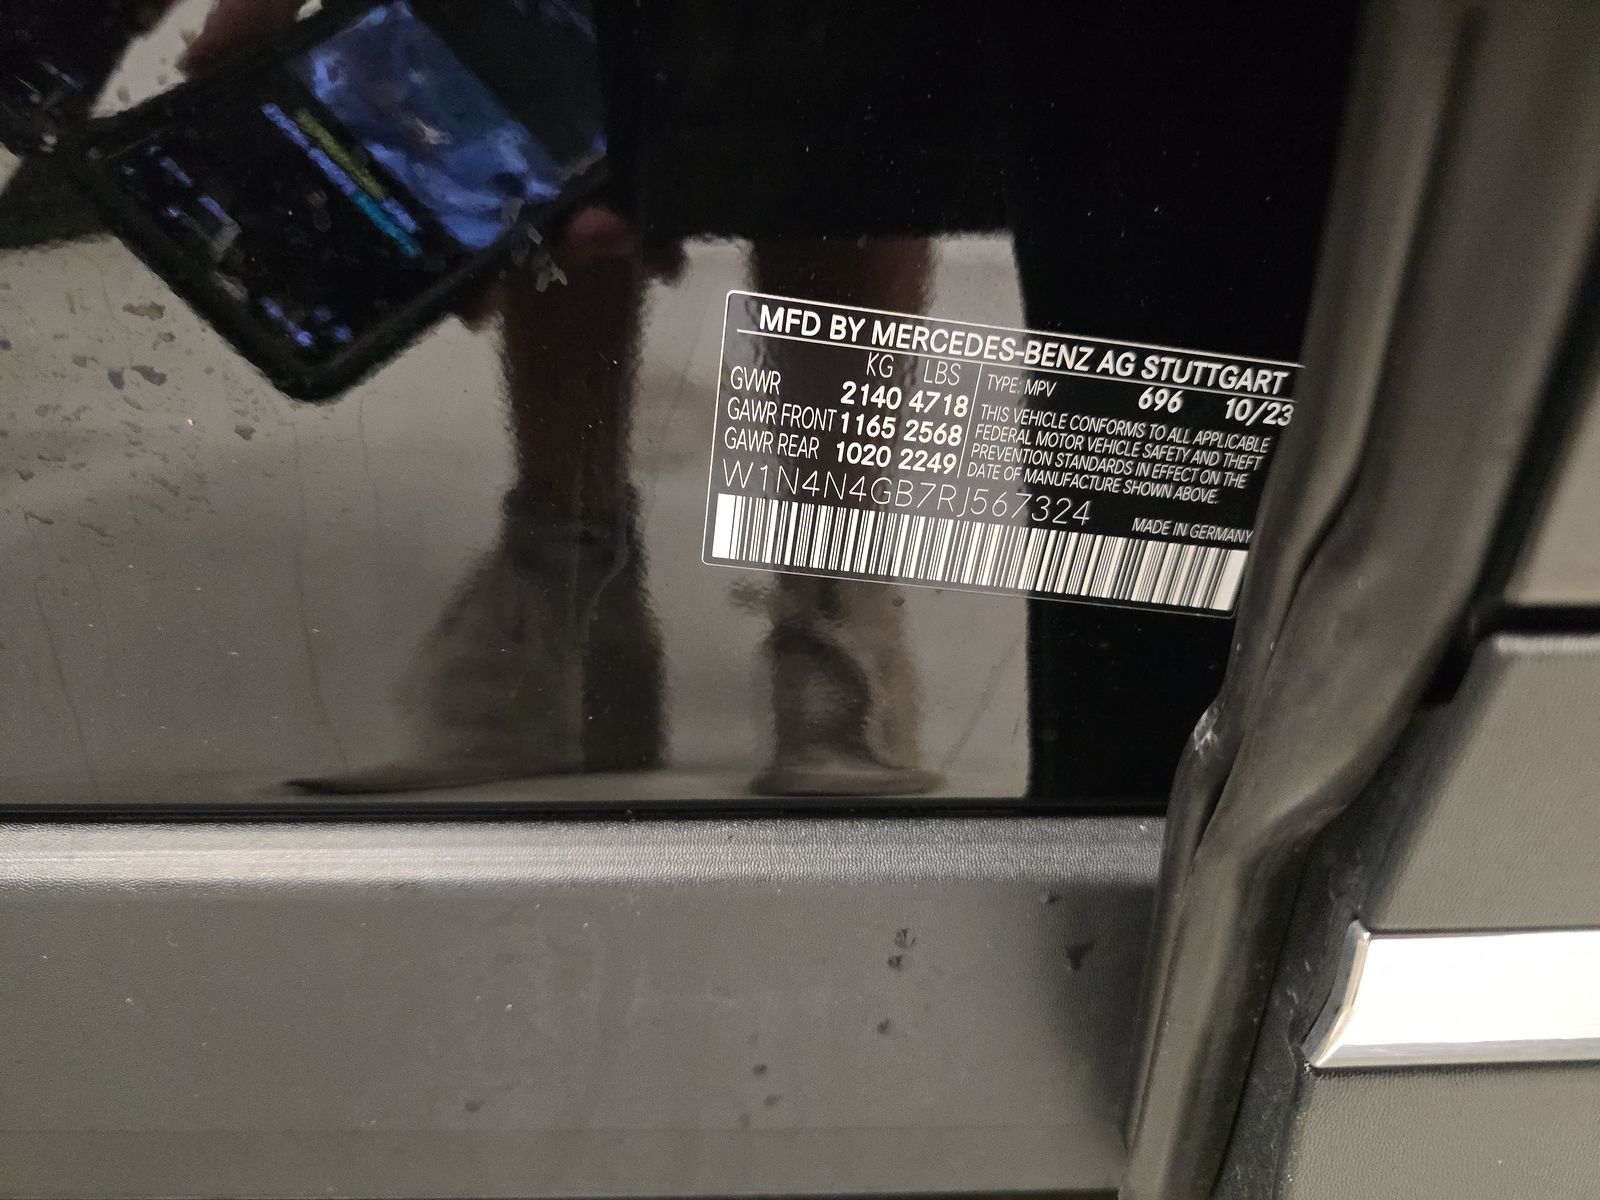 MFD BY MERCEDES-BENZ AG STUTTGART
KG LBS
GVWR 2140 4718
GAWR FRONT 1165 2568
GAWR REAR 1020 2249
TYPE: MPV 696 10/23
THIS VEHICLE CONFORMS TO ALL APPLICABLE
FEDERAL MOTOR VEHICLE SAFETY AND THEFT
PREVENTION STANDARDS IN EFFECT ON THE
DATE OF MANUFACTURE SHOWN ABOVE.
W1N4N4GB7RJ567324
MADE IN GERMANY